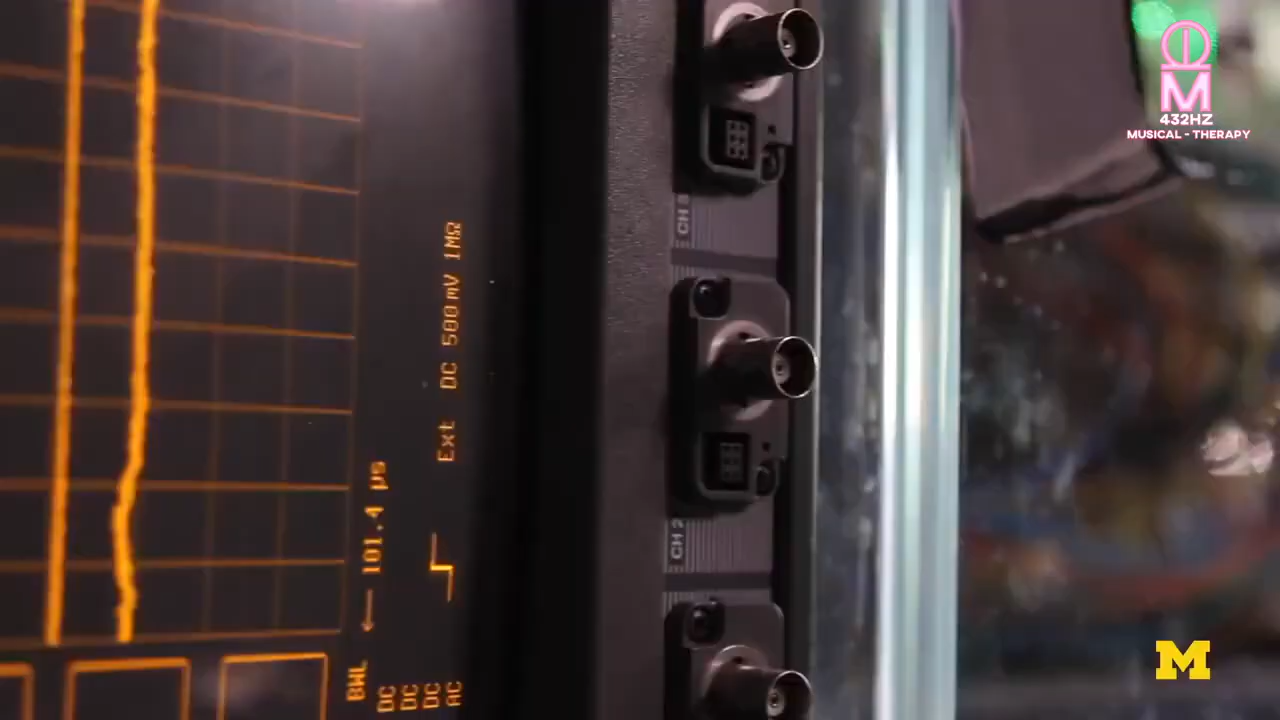 ΩM
432HZ
MUSICAL - THERAPY
CH 3
CH 2
Ext DC 500mV 1MΩ
← 101.4 µs
BWL
DC
DC
DC
AC
M